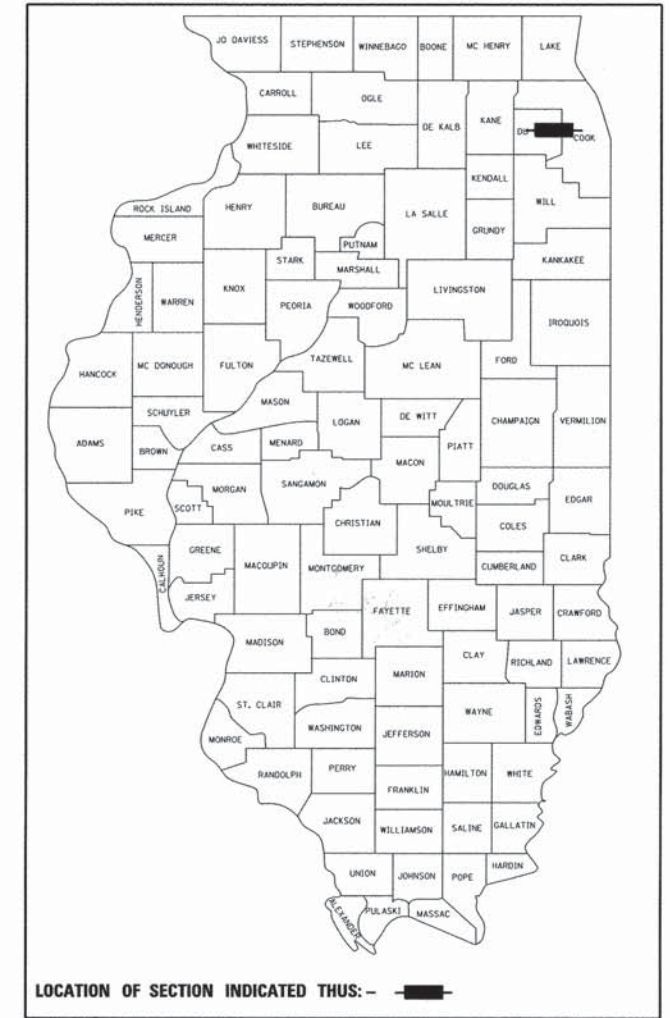 JO DAVIESS
STEPHENSON
WINNEBAGO
BOONE
MC HENRY
LAKE
CARROLL
OGLE
DE KALB
KANE
DU
COOK
WHITESIDE
LEE
KENDALL
WILL
ROCK ISLAND
HENRY
BUREAU
LA SALLE
GRUNDY
MERCER
PUTNAM
KANKAKEE
STARK
MARSHALL
HENDERSON
WARREN
KNOX
PEORIA
WOODFORD
LIVINGSTON
IROQUOIS
HANCOCK
MC DONOUGH
FULTON
TAZEWELL
MC LEAN
FORD
MASON
SCHUYLER
LOGAN
DE WITT
CHAMPAIGN
VERMILION
ADAMS
BROWN
CASS
MENARD
PIATT
MACON
PIKE
SCOTT
MORGAN
SANGAMON
MOULTRIE
DOUGLAS
EDGAR
CHRISTIAN
COLES
CALHOUN
GREENE
MACOUPIN
MONTGOMERY
SHELBY
CUMBERLAND
CLARK
JERSEY
FAYETTE
EFFINGHAM
JASPER
CRAWFORD
MADISON
BOND
CLAY
RICHLAND
LAWRENCE
CLINTON
MARION
ST. CLAIR
WAYNE
EDWARDS
WABASH
MONROE
WASHINGTON
JEFFERSON
RANDOLPH
PERRY
HAMILTON
WHITE
FRANKLIN
JACKSON
WILLIAMSON
SALINE
GALLATIN
UNION
JOHNSON
POPE
HARDIN
ALEXANDER
PULASKI
MASSAC
LOCATION OF SECTION INDICATED THUS:-